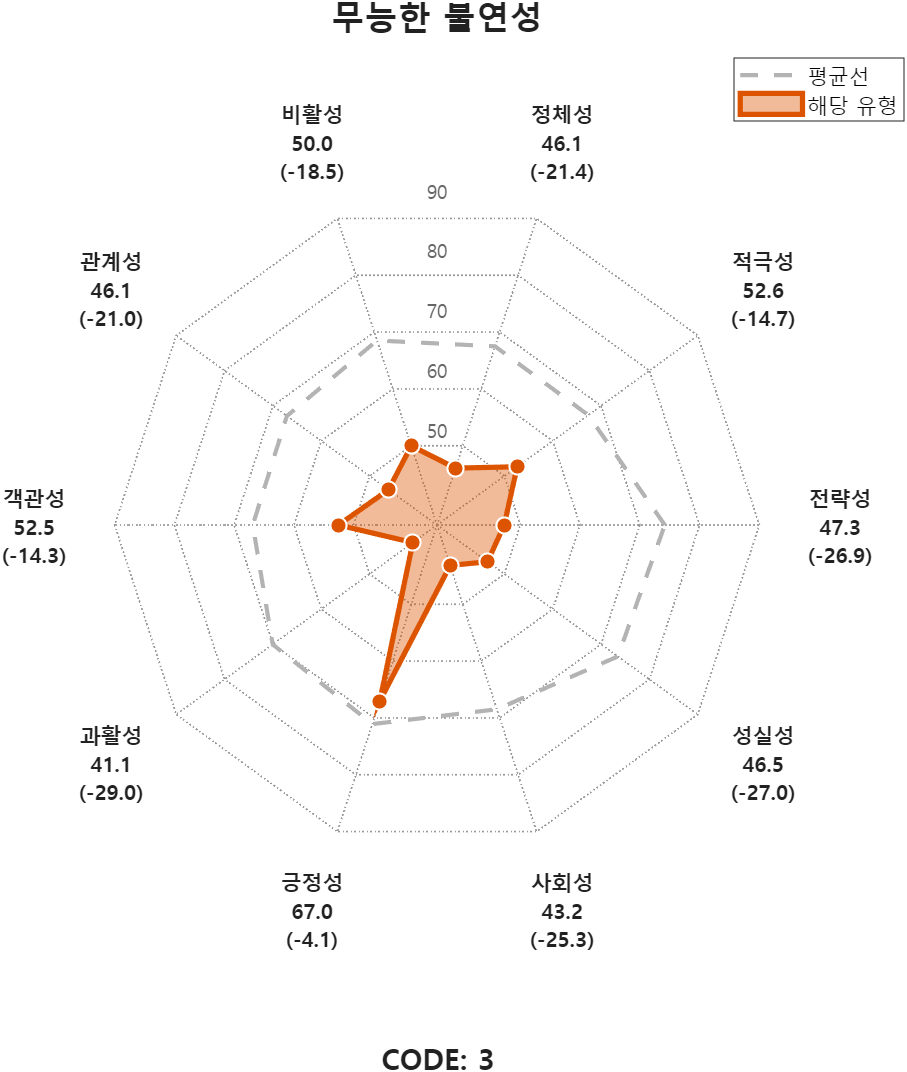 무능한 불연성
평균선
해당 유형
비활성
50.0
(-18.5)
정체성
46.1
(-21.4)
90
80
70
60
50
관계성
46.1
(-21.0)
적극성
52.6
(-14.7)
객관성
52.5
(-14.3)
전략성
47.3
(-26.9)
과활성
41.1
(-29.0)
성실성
46.5
(-27.0)
긍정성
67.0
(-4.1)
사회성
43.2
(-25.3)
CODE: 3